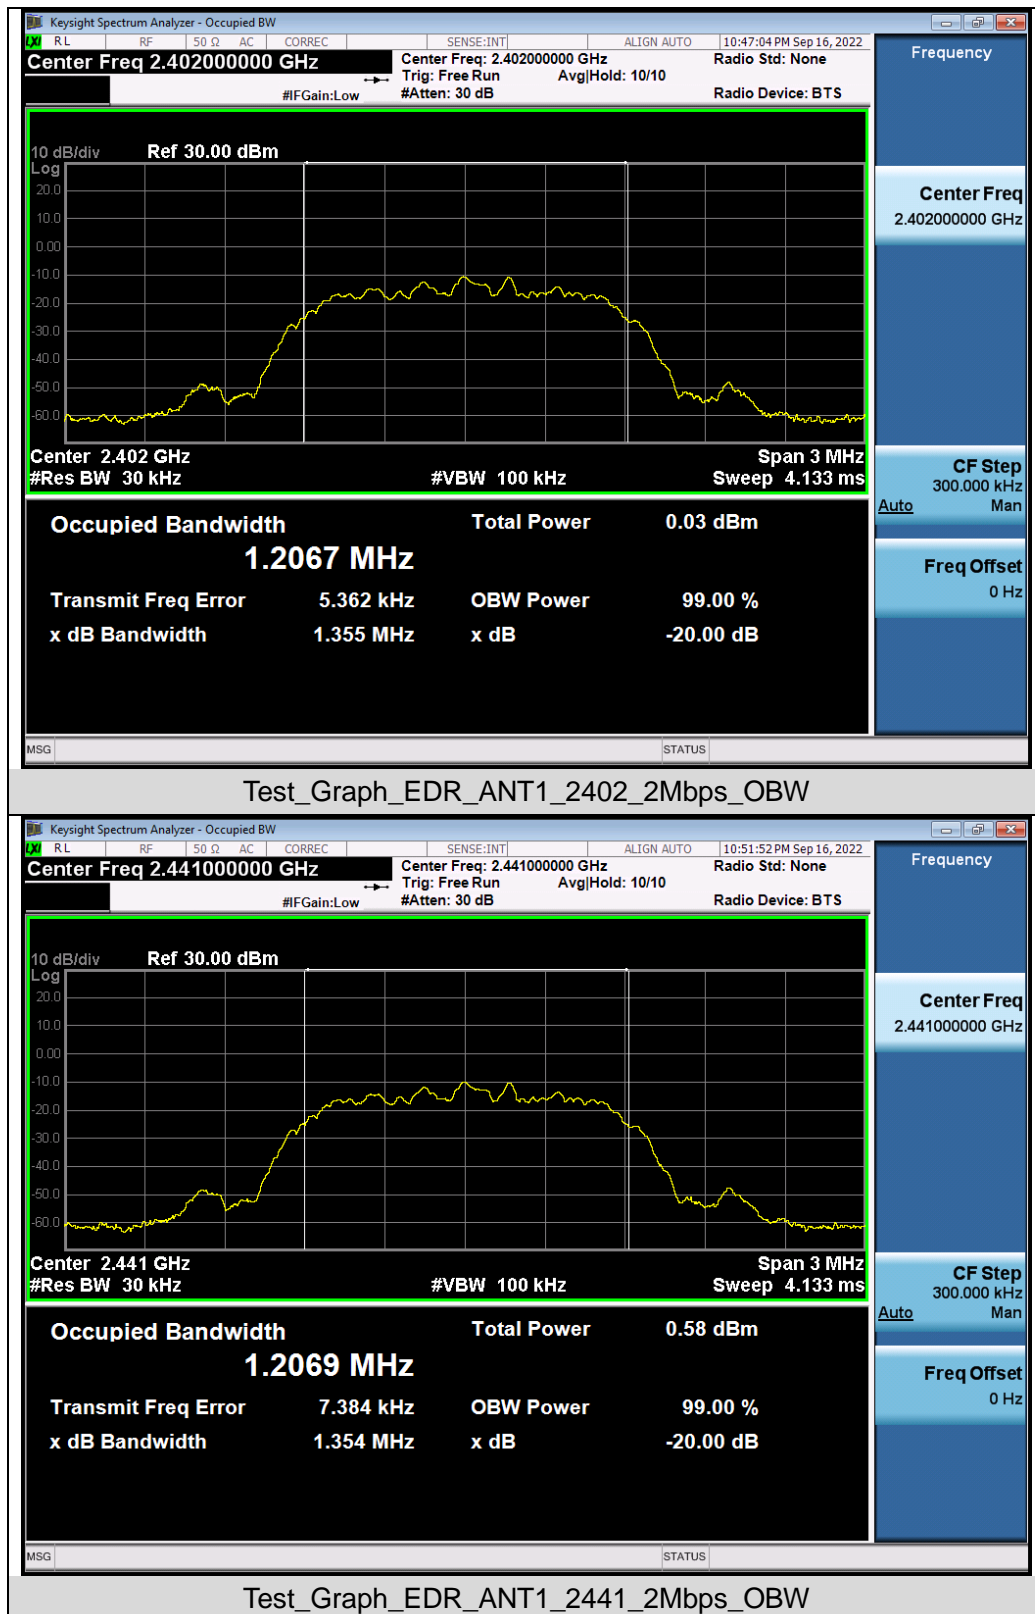 Keysight Spectrum Analyzer - Occupied BW
LXI RL RF 50 Ω AC CORREC SENSE:INT ALIGN AUTO 10:47:04 PM Sep 16, 2022
Center Freq 2.402000000 GHz
Center Freq: 2.402000000 GHz
Radio Std: None
Trig: Free Run Avg|Hold: 10/10
#IFGain:Low
#Atten: 30 dB
Radio Device: BTS
Frequency
10 dB/div Ref 30.00 dBm
Log
20.0
10.0
0.00
-10.0
-20.0
-30.0
-40.0
-50.0
-60.0
Center 2.402 GHz Span 3 MHz
#Res BW 30 kHz #VBW 100 kHz Sweep 4.133 ms
Center Freq
2.402000000 GHz
CF Step
300.000 kHz
Auto Man
Freq Offset
0 Hz
Occupied Bandwidth Total Power 0.03 dBm
1.2067 MHz
Transmit Freq Error 5.362 kHz OBW Power 99.00 %
x dB Bandwidth 1.355 MHz x dB -20.00 dB
MSG STATUS
Test_Graph_EDR_ANT1_2402_2Mbps_OBW
Keysight Spectrum Analyzer - Occupied BW
LXI RL RF 50 Ω AC CORREC SENSE:INT ALIGN AUTO 10:51:52 PM Sep 16, 2022
Center Freq 2.441000000 GHz
Center Freq: 2.441000000 GHz
Radio Std: None
Trig: Free Run Avg|Hold: 10/10
#IFGain:Low
#Atten: 30 dB
Radio Device: BTS
Frequency
10 dB/div Ref 30.00 dBm
Log
20.0
10.0
0.00
-10.0
-20.0
-30.0
-40.0
-50.0
-60.0
Center 2.441 GHz Span 3 MHz
#Res BW 30 kHz #VBW 100 kHz Sweep 4.133 ms
Center Freq
2.441000000 GHz
CF Step
300.000 kHz
Auto Man
Freq Offset
0 Hz
Occupied Bandwidth Total Power 0.58 dBm
1.2069 MHz
Transmit Freq Error 7.384 kHz OBW Power 99.00 %
x dB Bandwidth 1.354 MHz x dB -20.00 dB
MSG STATUS
Test_Graph_EDR_ANT1_2441_2Mbps_OBW